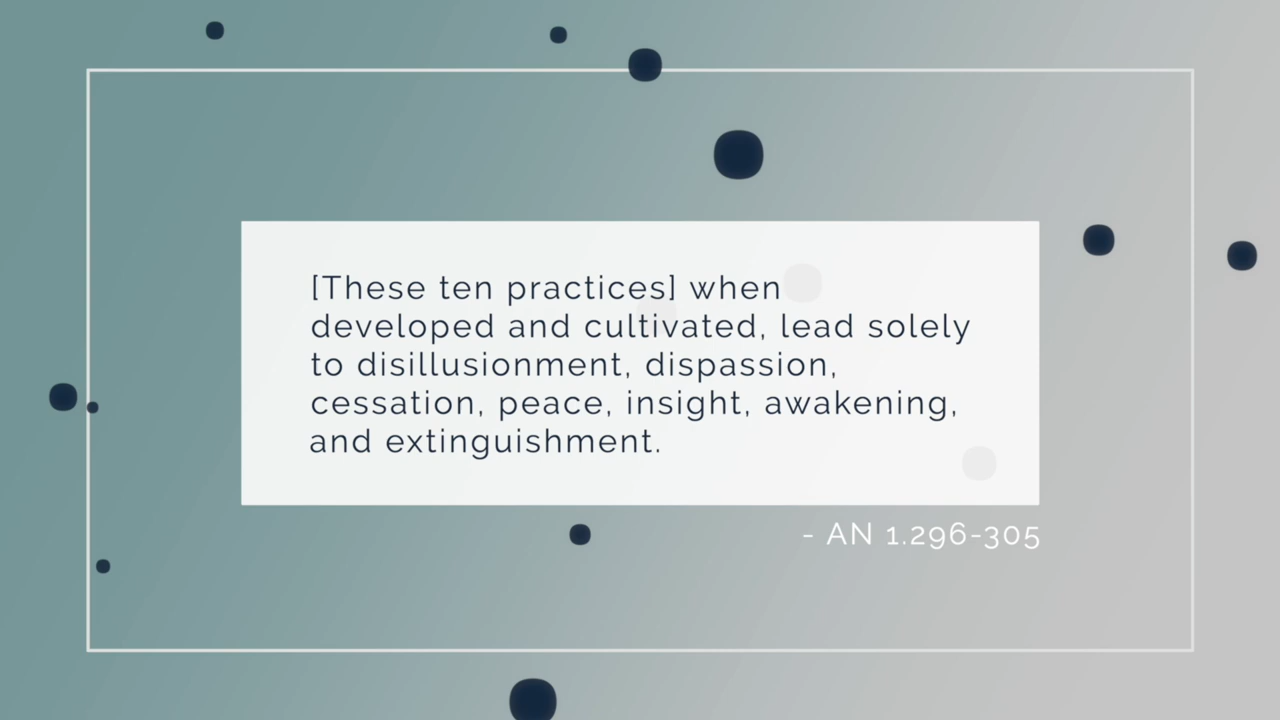 [These ten practices] when
developed and cultivated, lead solely
to disillusionment, dispassion,
cessation, peace, insight, awakening,
and extinguishment.
- AN 1.296-305